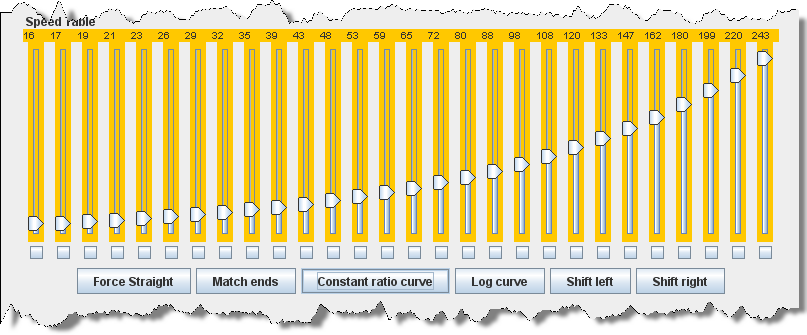 Speed Table
16 17 19 21 23 26 29 32 35 39 43 48 53 59 65 72 80 88 98 108 120 133 147 162 180 199 220 243
Force Straight Match ends Constant ratio curve Log curve Shift left Shift right